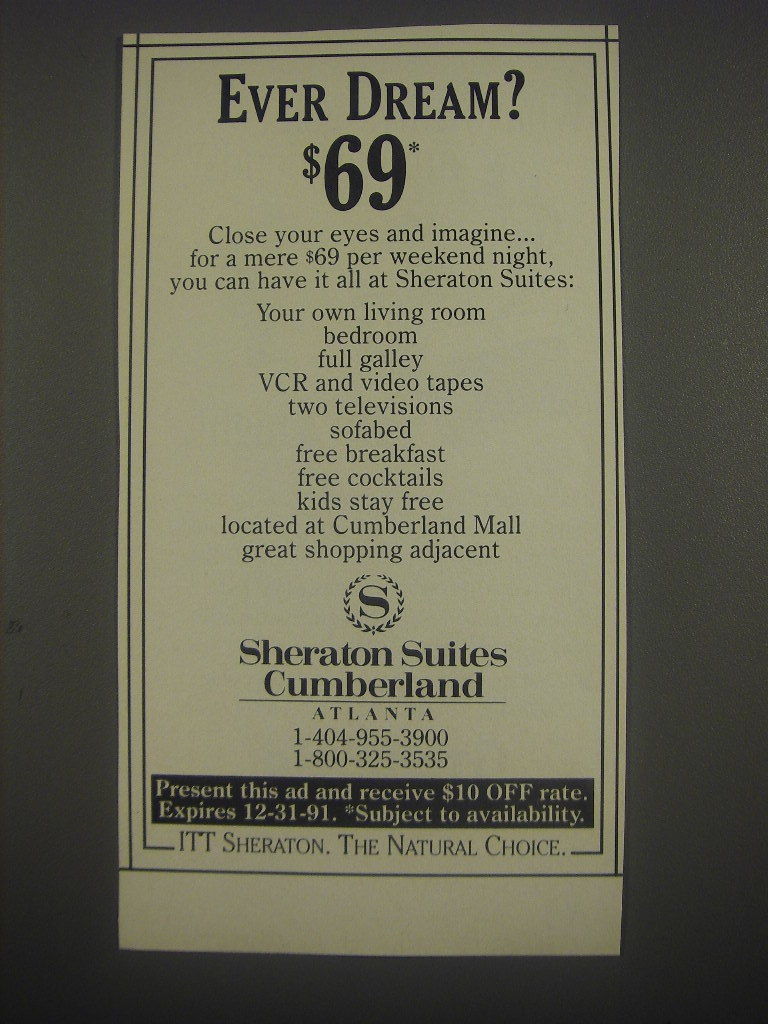 EVER DREAM?
$69*
Close your eyes and imagine...
for a mere $69 per weekend night,
you can have it all at Sheraton Suites:
Your own living room
bedroom
full galley
VCR and video tapes
two televisions
sofabed
free breakfast
free cocktails
kids stay free
located at Cumberland Mall
great shopping adjacent
S
Sheraton Suites
Cumberland
ATLANTA
1-404-955-3900
1-800-325-3535
Present this ad and receive $10 OFF rate.
Expires 12-31-91. *Subject to availability.
ITT SHERATON. THE NATURAL CHOICE.